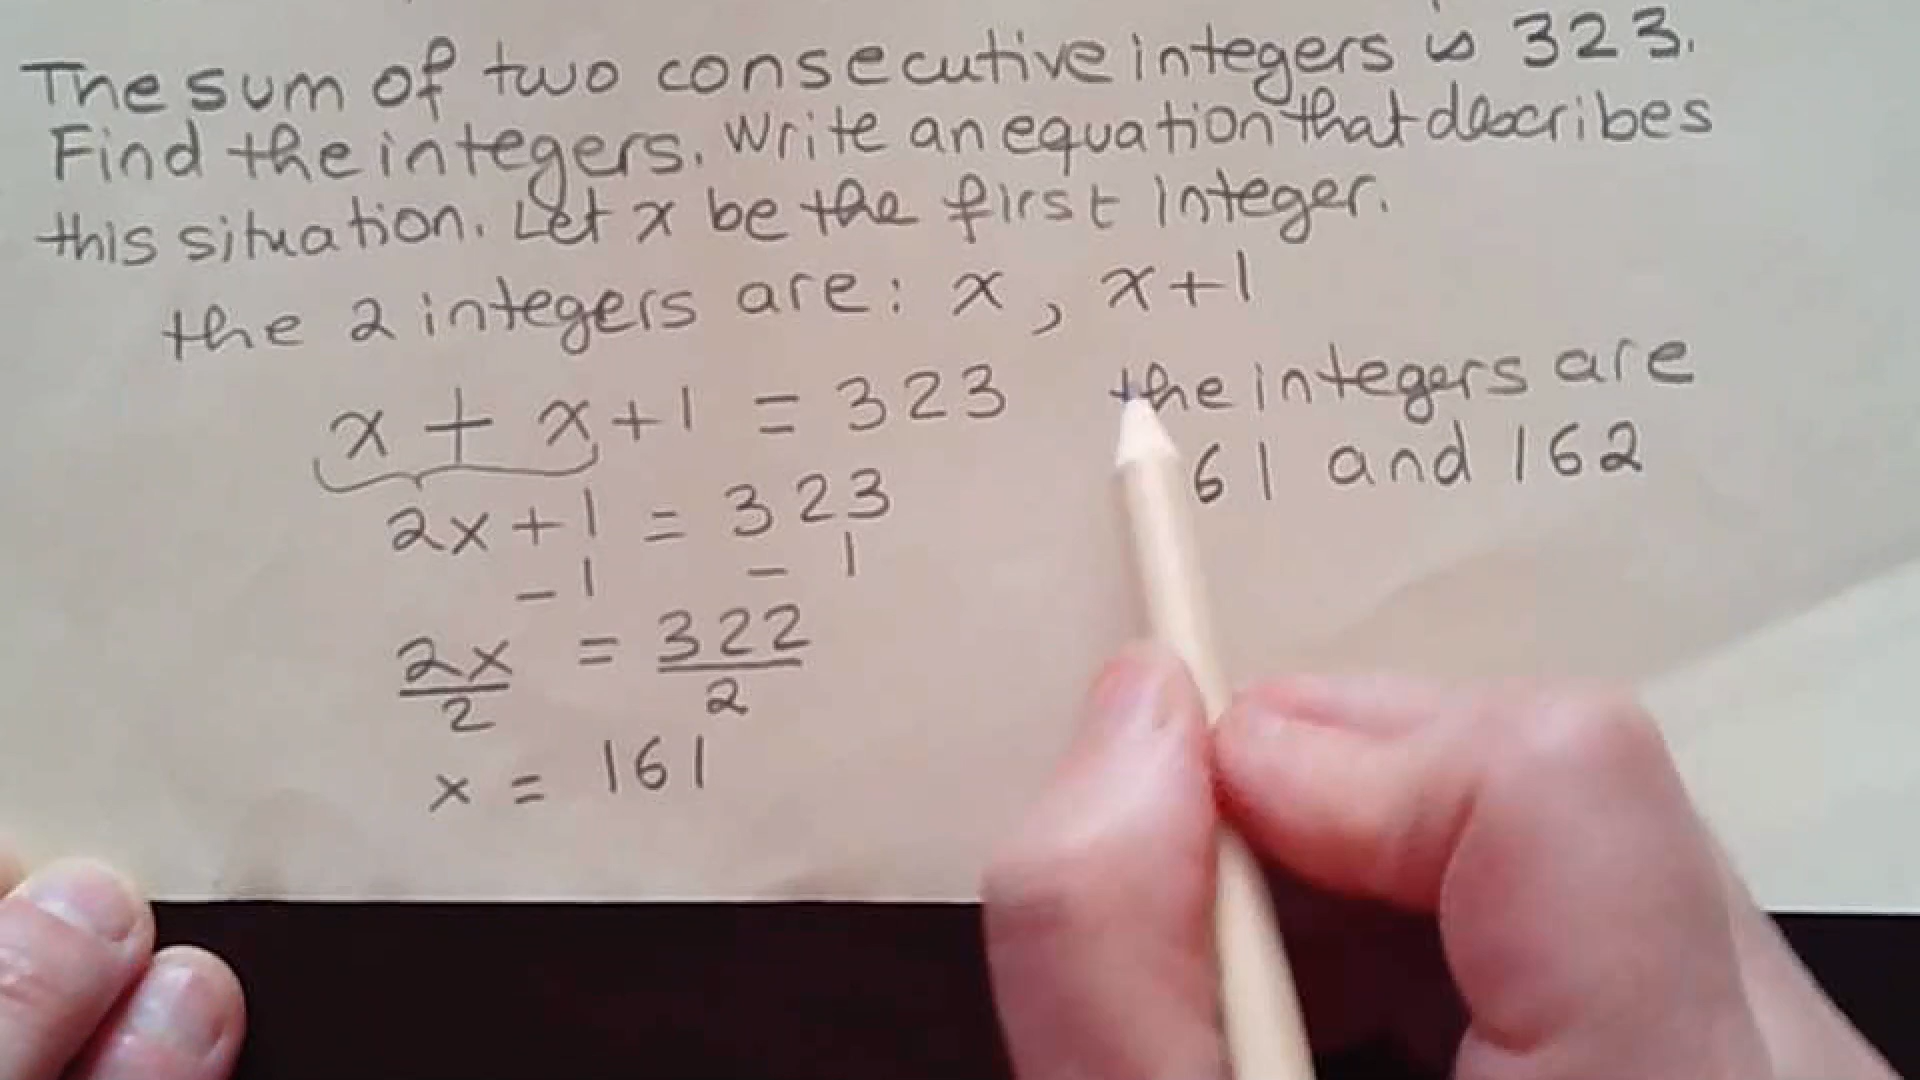 The sum of two consecutive integers is 323.
Find the integers. Write an equation that describes
this situation. Let x be the first integer.
the 2 integers are: x, x+1
x + x+1 = 323
2x+1 = 323
-1 - 1
2x/2 = 322/2
x = 161
the integers are
61 and 162